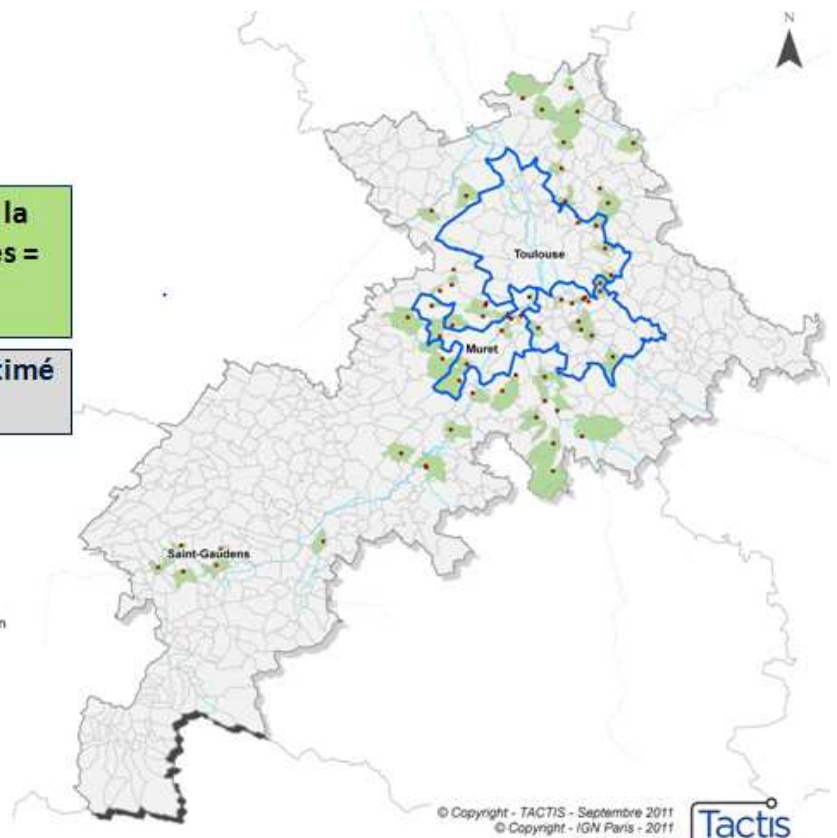 N
la
es =
timé
Toulouse
Muret
Saint-Gaudens
n
© Copyright - TACTIS - Septembre 2011
© Copyright - IGN Paris - 2011
Tactis